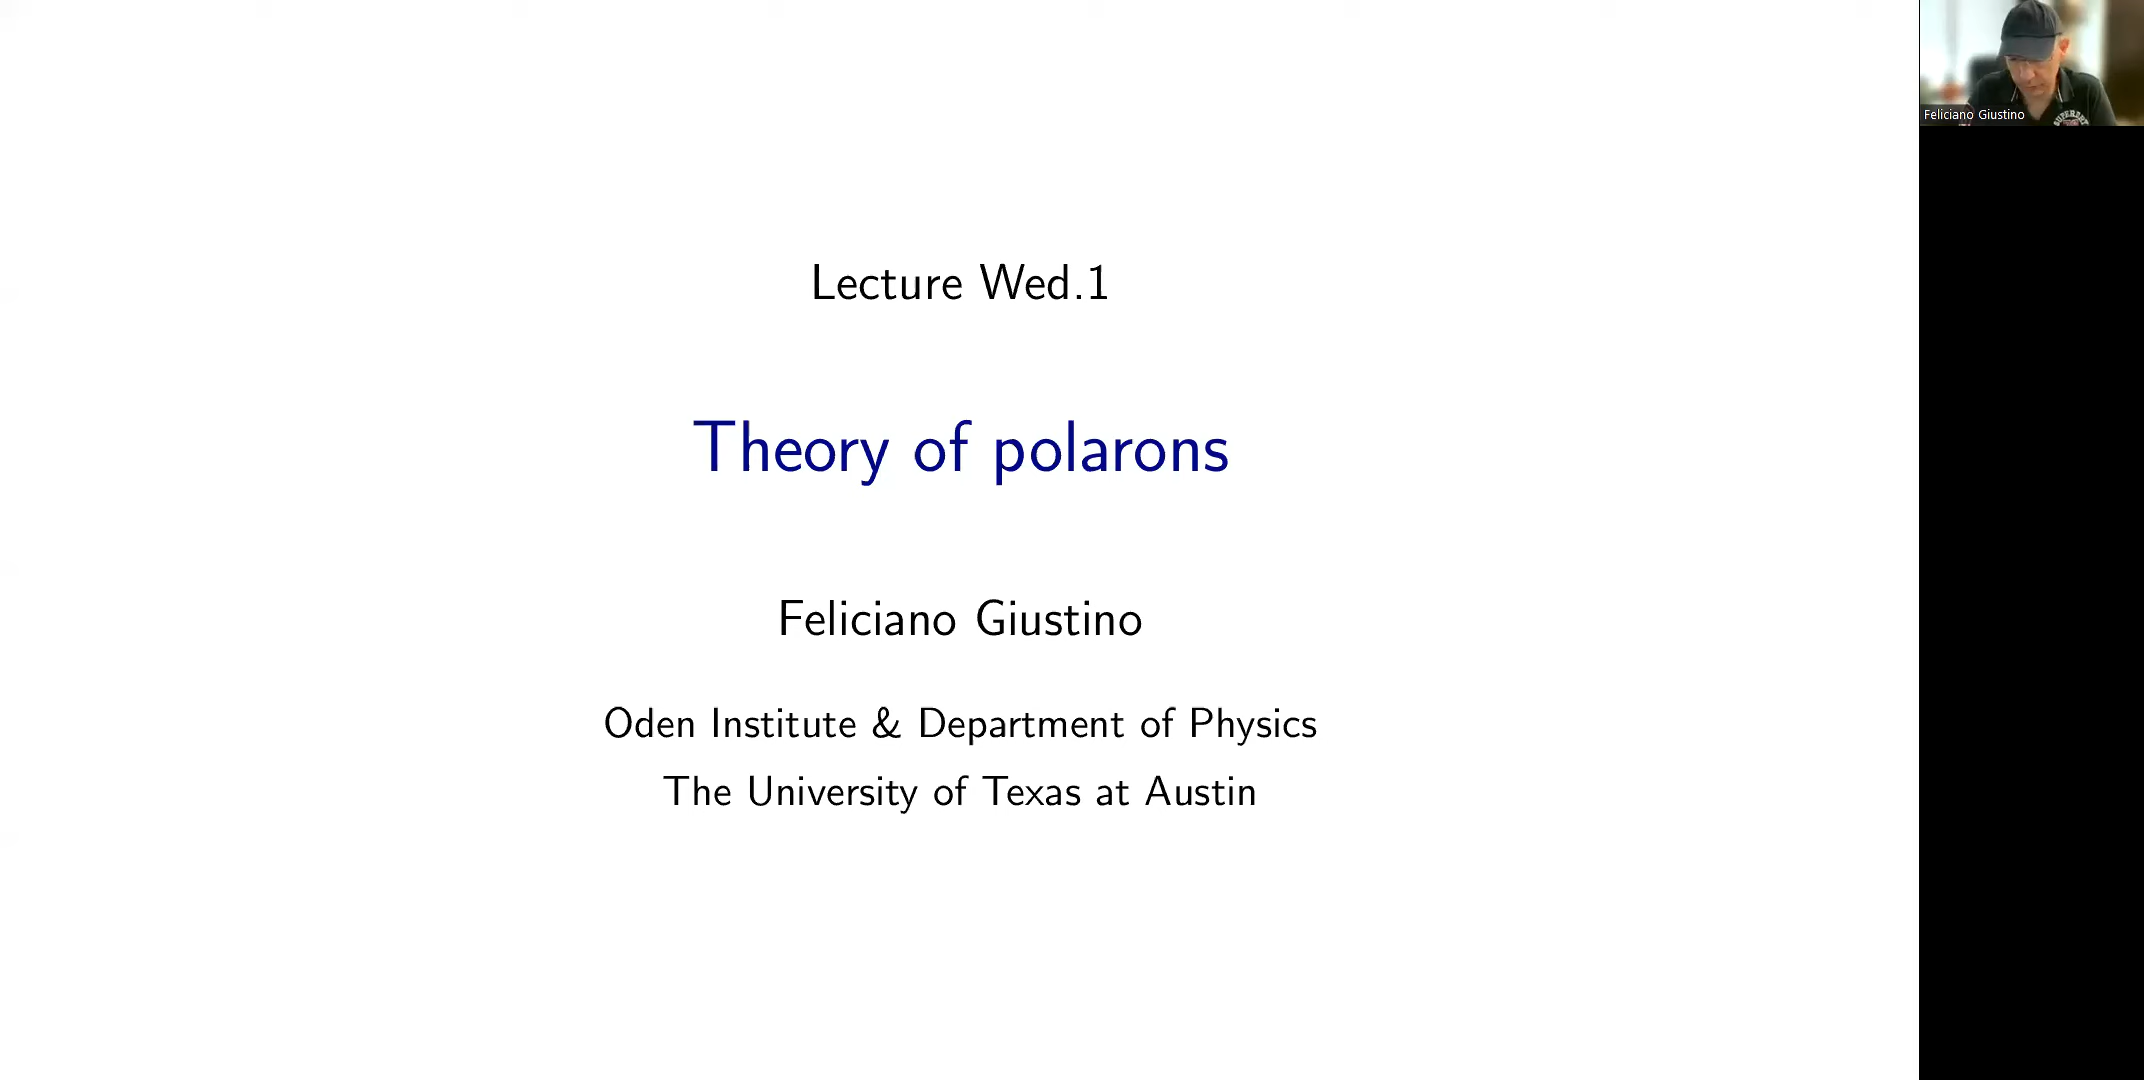 Lecture Wed.1
Theory of polarons
Feliciano Giustino
Oden Institute & Department of Physics
The University of Texas at Austin
Feliciano Giustino